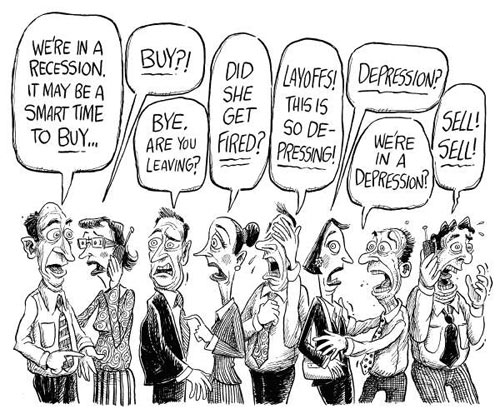 WE'RE IN A
RECESSION.
IT MAY BE A
SMART TIME
TO BUY...
BUY?!
BYE,
ARE YOU
LEAVING?
DID
SHE
GET
FIRED?
LAYOFFS!
THIS IS
SO DE-
PRESSING!
DEPRESSION?
WE'RE
IN A
DEPRESSION?
SELL!
SELL!